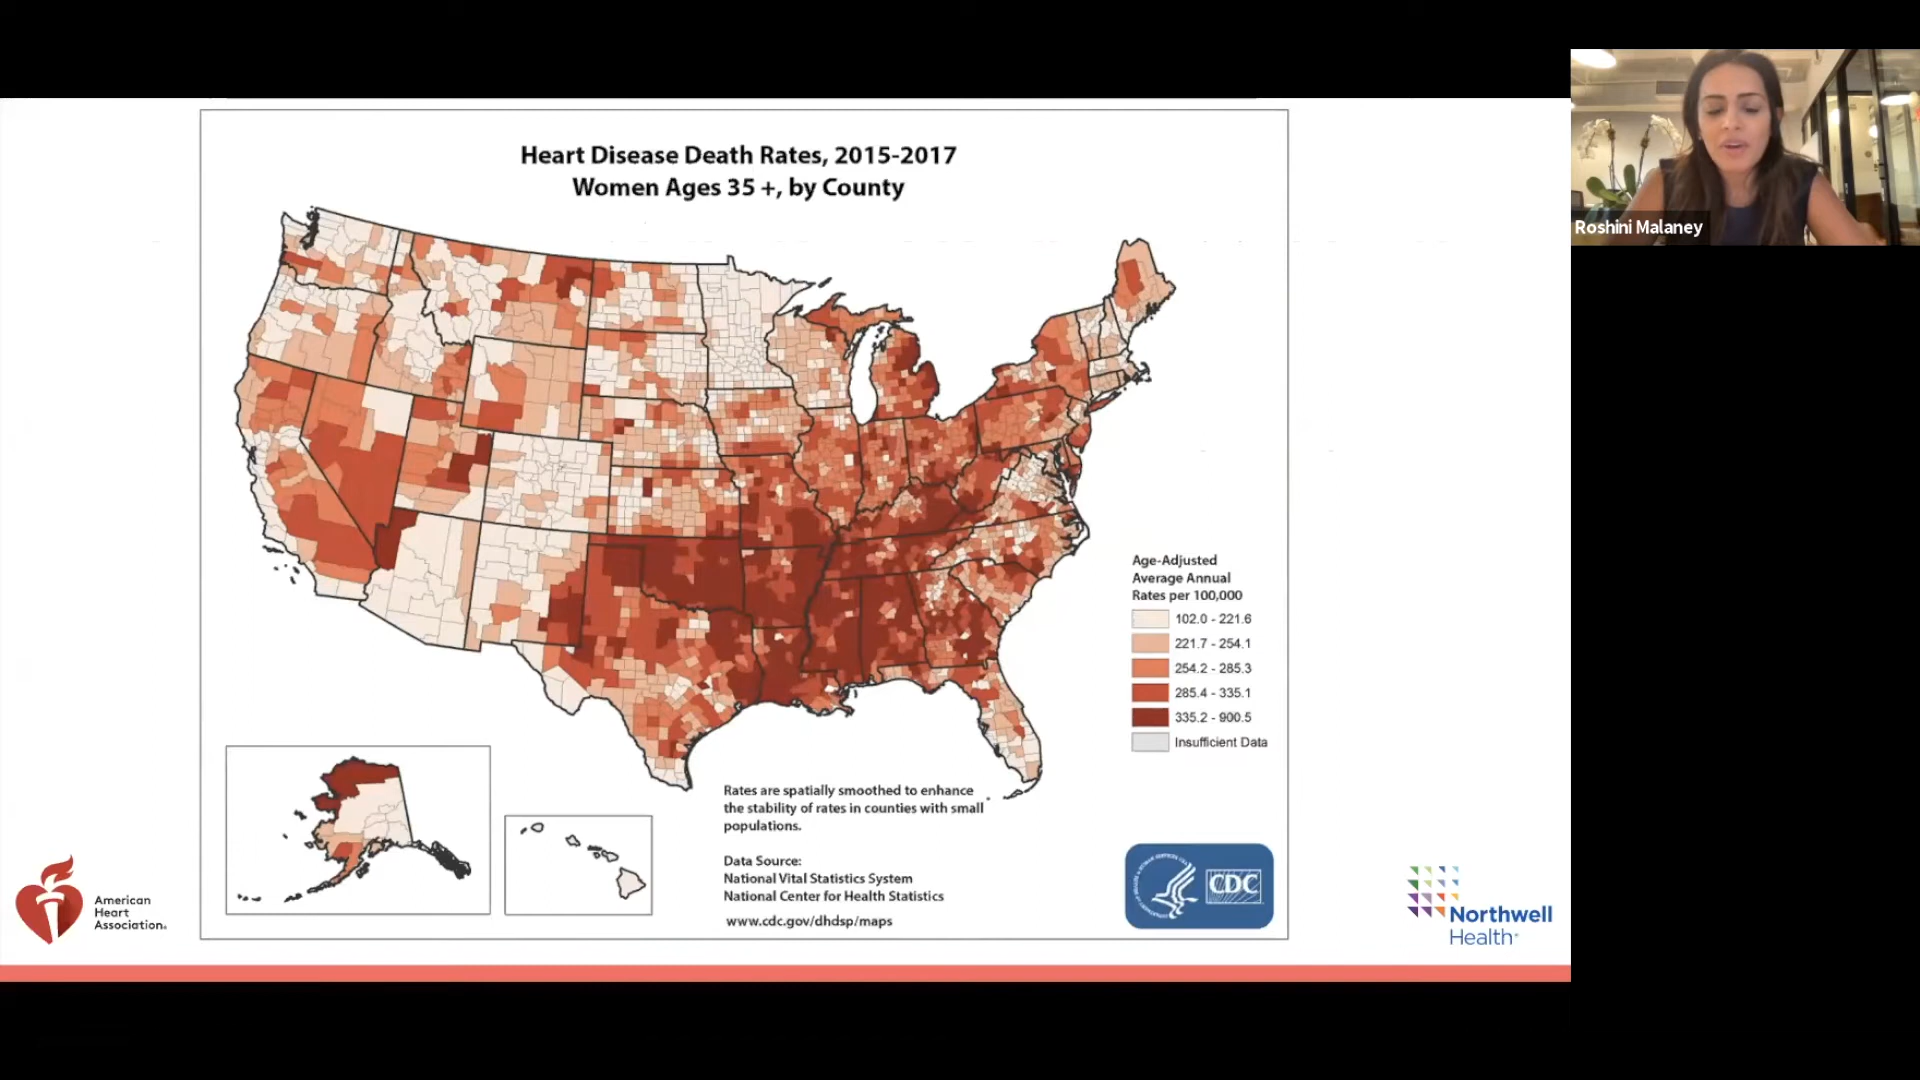 Heart Disease Death Rates, 2015-2017
Women Ages 35 +, by County
Roshini Malaney
Age-Adjusted
Average Annual
Rates per 100,000
102.0 - 221.6
221.7 - 254.1
254.2 - 285.3
285.4 - 335.1
335.2 - 900.5
Insufficient Data
Rates are spatially smoothed to enhance
the stability of rates in counties with small
populations.
Data Source:
National Vital Statistics System
National Center for Health Statistics
www.cdc.gov/dhdsp/maps
CDC
American
Heart
Association®
Northwell
Health®